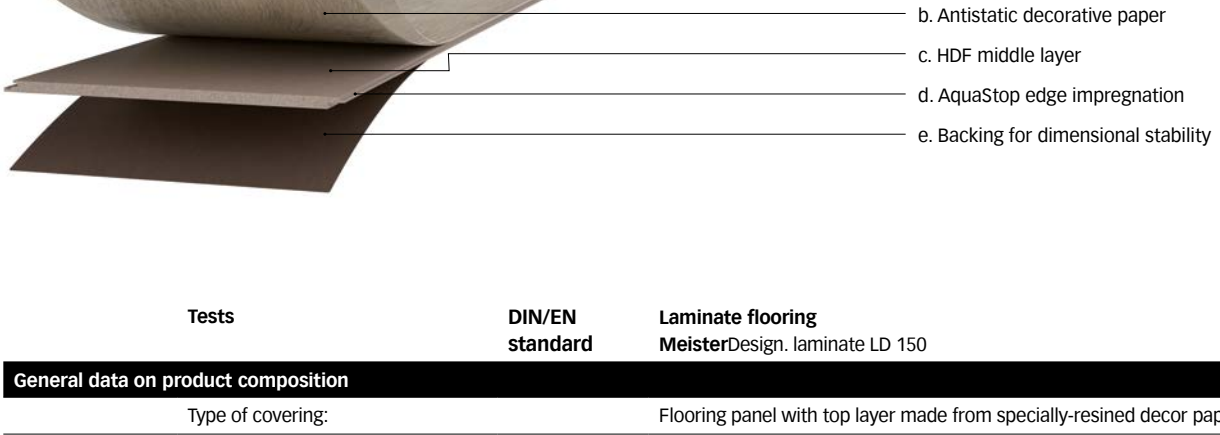 b. Antistatic decorative paper
c. HDF middle layer
d. AquaStop edge impregnation
e. Backing for dimensional stability
Tests DIN/EN Laminate flooring
standard MeisterDesign. laminate LD 150
General data on product composition
Type of covering: Flooring panel with top layer made from specially-resined decor